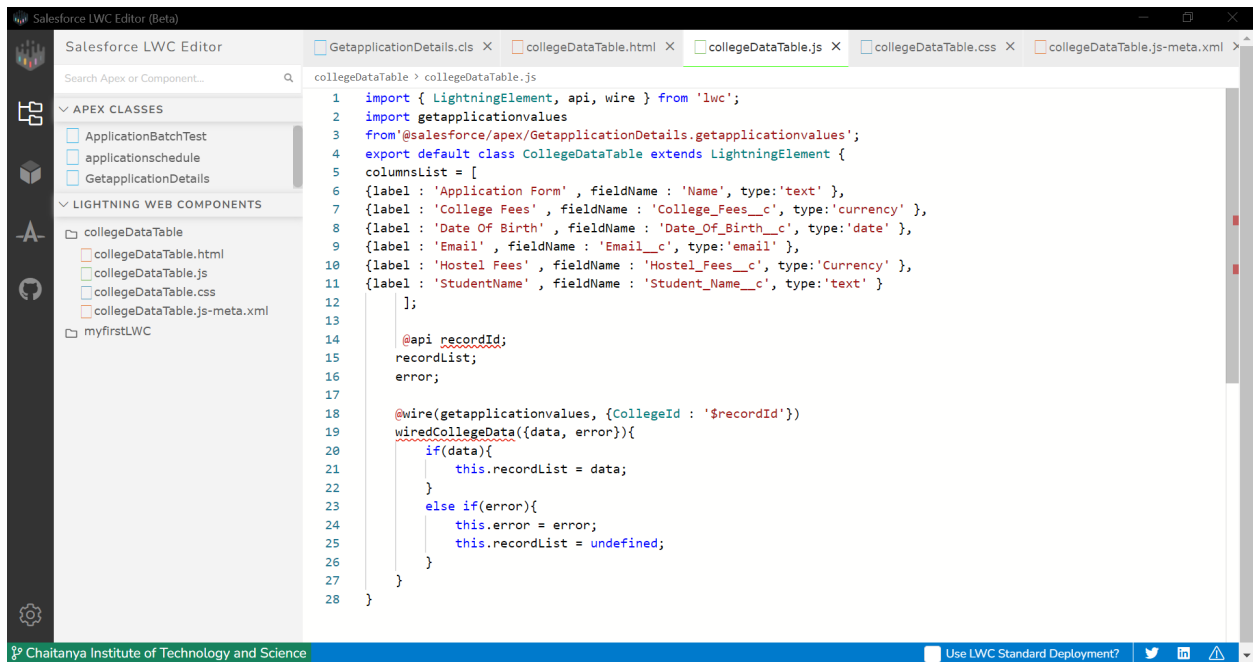 Salesforce LWC Editor (Beta)
Salesforce LWC Editor
Search Apex or Component...
APEX CLASSES
ApplicationBatchTest
applicationschedule
GetapplicationDetails
LIGHTNING WEB COMPONENTS
collegeDataTable
collegeDataTable.html
collegeDataTable.js
collegeDataTable.css
collegeDataTable.js-meta.xml
myfirstLWC
GetapplicationDetails.cls × collegeDataTable.html × collegeDataTable.js × collegeDataTable.css × collegeDataTable.js-meta.xml ×
collegeDataTable > collegeDataTable.js
1 import { LightningElement, api, wire } from 'lwc';
2 import getapplicationvalues
3 from'@salesforce/apex/GetapplicationDetails.getapplicationvalues';
4 export default class CollegeDataTable extends LightningElement {
5 columnsList = [
6 {label : 'Application Form' , fieldName : 'Name', type:'text' },
7 {label : 'College Fees' , fieldName : 'College_Fees__c', type:'currency' },
8 {label : 'Date Of Birth' , fieldName : 'Date_Of_Birth__c', type:'date' },
9 {label : 'Email' , fieldName : 'Email__c', type:'email' },
10 {label : 'Hostel Fees' , fieldName : 'Hostel_Fees__c', type:'Currency' },
11 {label : 'StudentName' , fieldName : 'Student_Name__c', type:'text' }
12 ];
13
14 @api recordId;
15 recordList;
16 error;
17
18 @wire(getapplicationvalues, {CollegeId : '$recordId'})
19 wiredCollegeData({data, error}){
20 if(data){
21 this.recordList = data;
22 }
23 else if(error){
24 this.error = error;
25 this.recordList = undefined;
26 }
27 }
28 }
Chaitanya Institute of Technology and Science
Use LWC Standard Deployment?